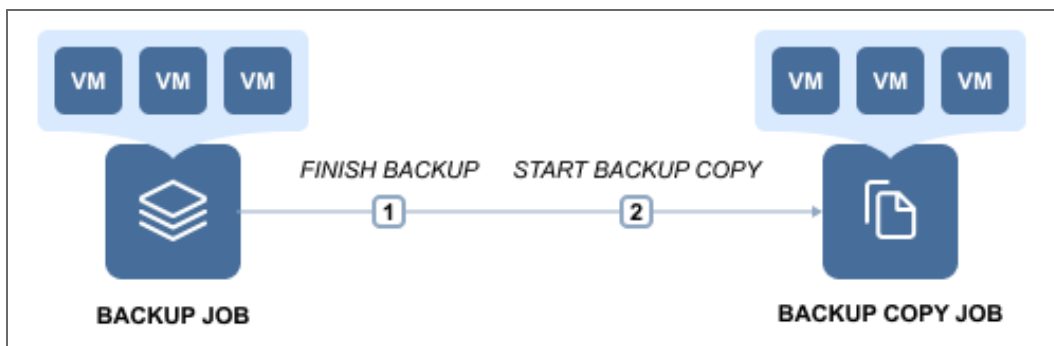 VM VM VM
VM VM VM
FINISH BACKUP
START BACKUP COPY
1
2
BACKUP JOB
BACKUP COPY JOB